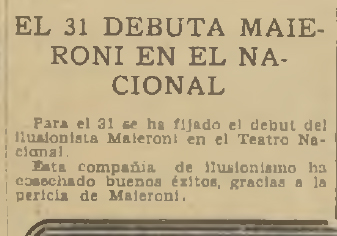 EL 31 DEBUTA MAIE-
RONI EN EL NA-
CIONAL
Para el 31 se ha fijado el debut del
ilusionista Maieroni en el Teatro Na-
cional.
Esta compañía de ilusionismo ha
cosechado buenos éxitos, gracias a la
pericia de Maieroni.